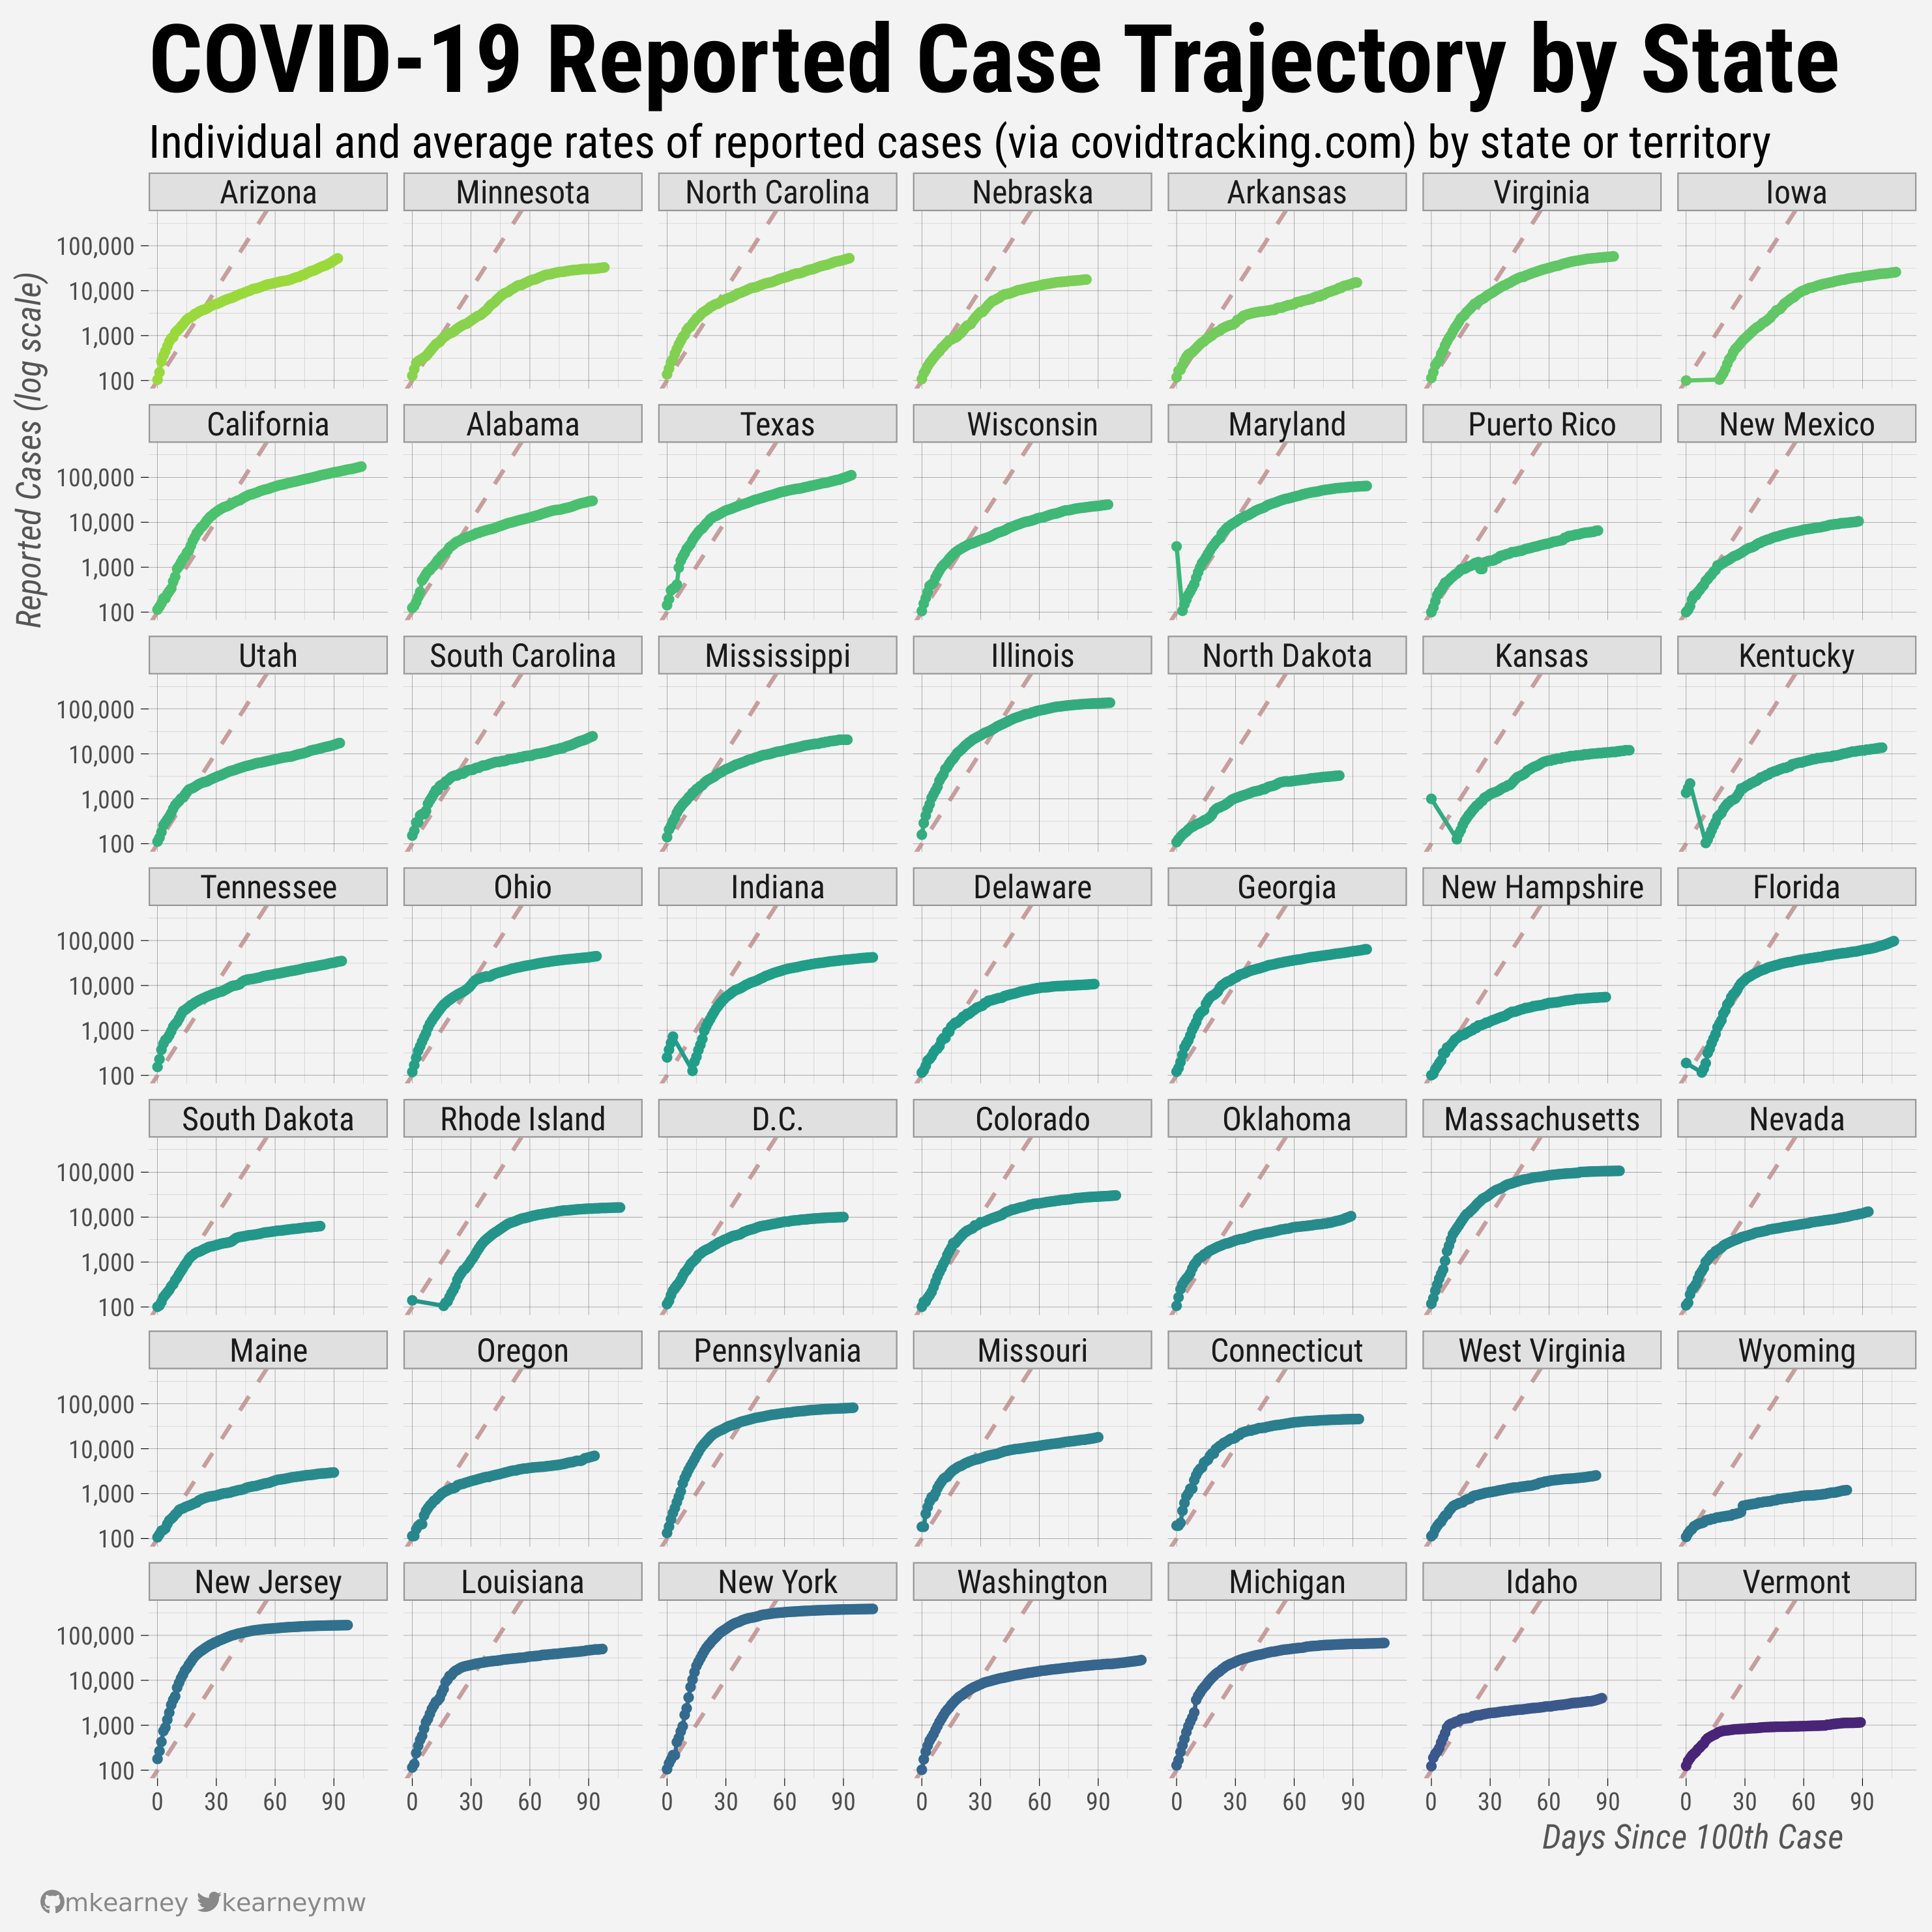 COVID-19 Reported Case Trajectory by State
Individual and average rates of reported cases (via covidtracking.com) by state or territory
Arizona Minnesota North Carolina Nebraska Arkansas Virginia Iowa
100,000
10,000
1,000
100
Reported Cases (log scale)
California Alabama Texas Wisconsin Maryland Puerto Rico New Mexico
100,000
10,000
1,000
100
Utah South Carolina Mississippi Illinois North Dakota Kansas Kentucky
100,000
10,000
1,000
100
Tennessee Ohio Indiana Delaware Georgia New Hampshire Florida
100,000
10,000
1,000
100
South Dakota Rhode Island D.C. Colorado Oklahoma Massachusetts Nevada
100,000
10,000
1,000
100
Maine Oregon Pennsylvania Missouri Connecticut West Virginia Wyoming
100,000
10,000
1,000
100
New Jersey Louisiana New York Washington Michigan Idaho Vermont
100,000
10,000
1,000
100
0 30 60 90 0 30 60 90 0 30 60 90 0 30 60 90 0 30 60 90 0 30 60 90 0 30 60 90
Days Since 100th Case
mkearney kearneymw